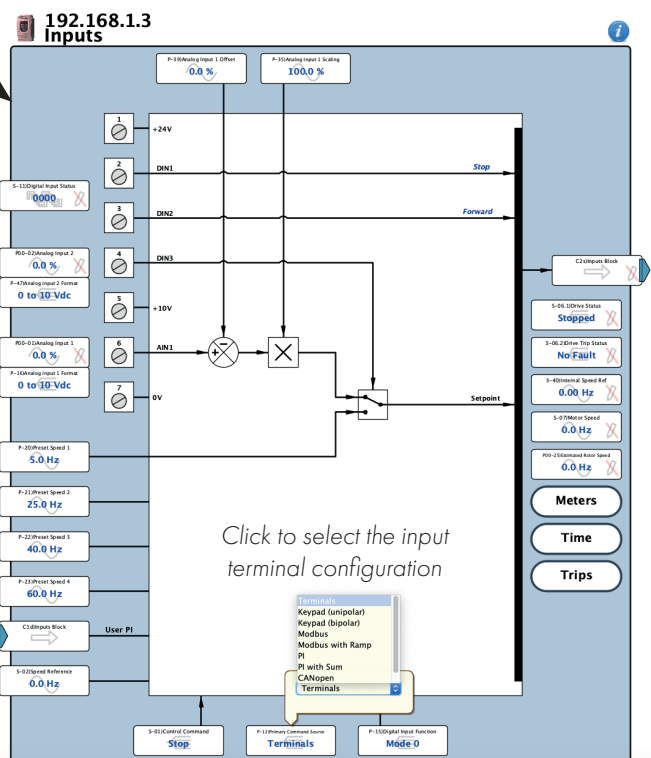 192.168.1.3
Inputs
P-39)Analog Input 1 Offset
0.0 %
P-35)Analog Input 1 Scaling
100.0 %
1
+24V
2
DIN1
Stop
S-11)Digital Input Status
0000
3
DIN2
Forward
P00-02)Analog Input 2
0.0 %
4
DIN3
C2s)Inputs Block
P-47)Analog Input 2 Format
0 to 10 Vdc
5
+10V
S-06.1)Drive Status
Stopped
P00-01)Analog Input 1
0.0 %
6
AIN1
S-06.2)Drive Trip Status
No Fault
P-16)Analog Input 1 Format
0 to 10 Vdc
7
0V
Setpoint
S-40)Internal Speed Ref
0.00 Hz
S-07)Motor Speed
0.0 Hz
P-20)Preset Speed 1
5.0 Hz
P00-25)Estimated Rotor Speed
0.0 Hz
P-21)Preset Speed 2
25.0 Hz
Meters
P-22)Preset Speed 3
40.0 Hz
Click to select the input
terminal configuration
Time
P-23)Preset Speed 4
60.0 Hz
Trips
C1d)Inputs Block
User PI
Terminals
Keypad (unipolar)
Keypad (bipolar)
Modbus
Modbus with Ramp
PI
PI with Sum
CANopen
Terminals
S-02)Speed Reference
0.0 Hz
S-01)Control Command
Stop
P-12)Primary Command Source
Terminals
P-15)Digital Input Function
Mode 0